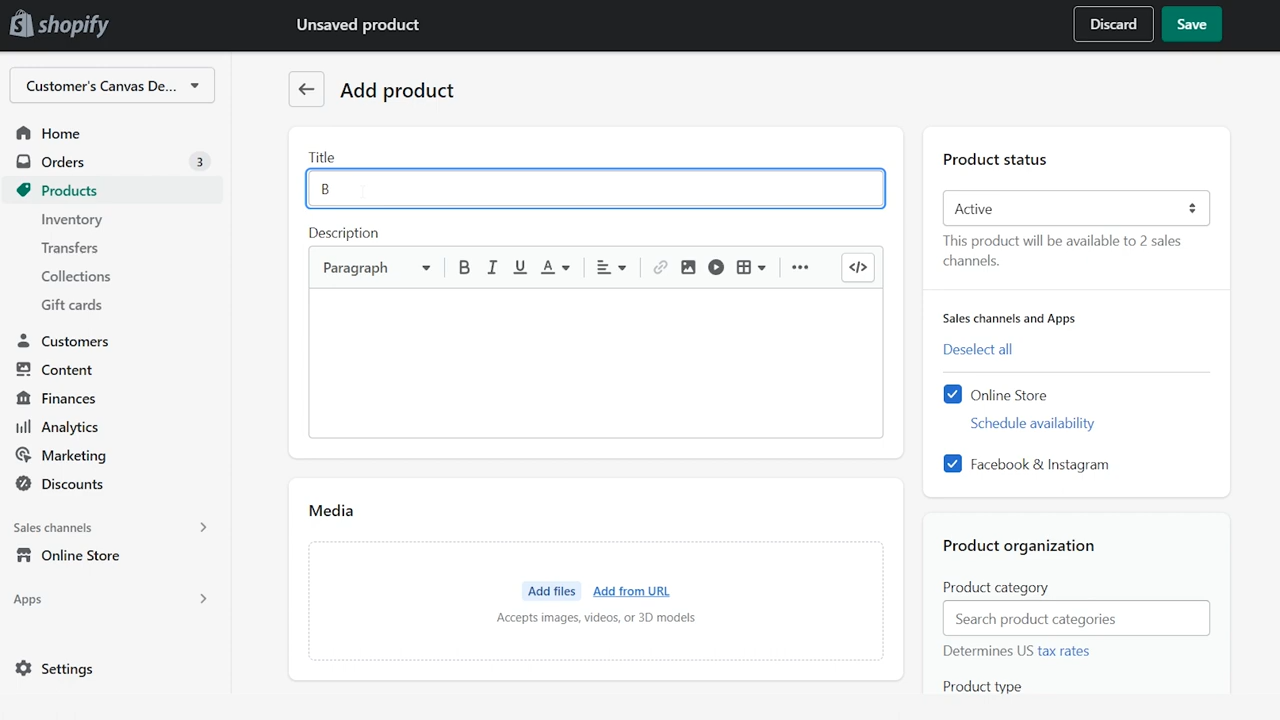 shopify
Unsaved product
Discard
Save
Customer's Canvas De...
Home
Orders
3
Products
Inventory
Transfers
Collections
Gift cards
Customers
Content
Finances
Analytics
Marketing
Discounts
Sales channels
Online Store
Apps
Settings
Add product
Title
B
Description
Paragraph
B I U A
</>
Media
Add files Add from URL
Accepts images, videos, or 3D models
Product status
Active
This product will be available to 2 sales
channels.
Sales channels and Apps
Deselect all
Online Store
Schedule availability
Facebook & Instagram
Product organization
Product category
Search product categories
Determines US tax rates
Product type